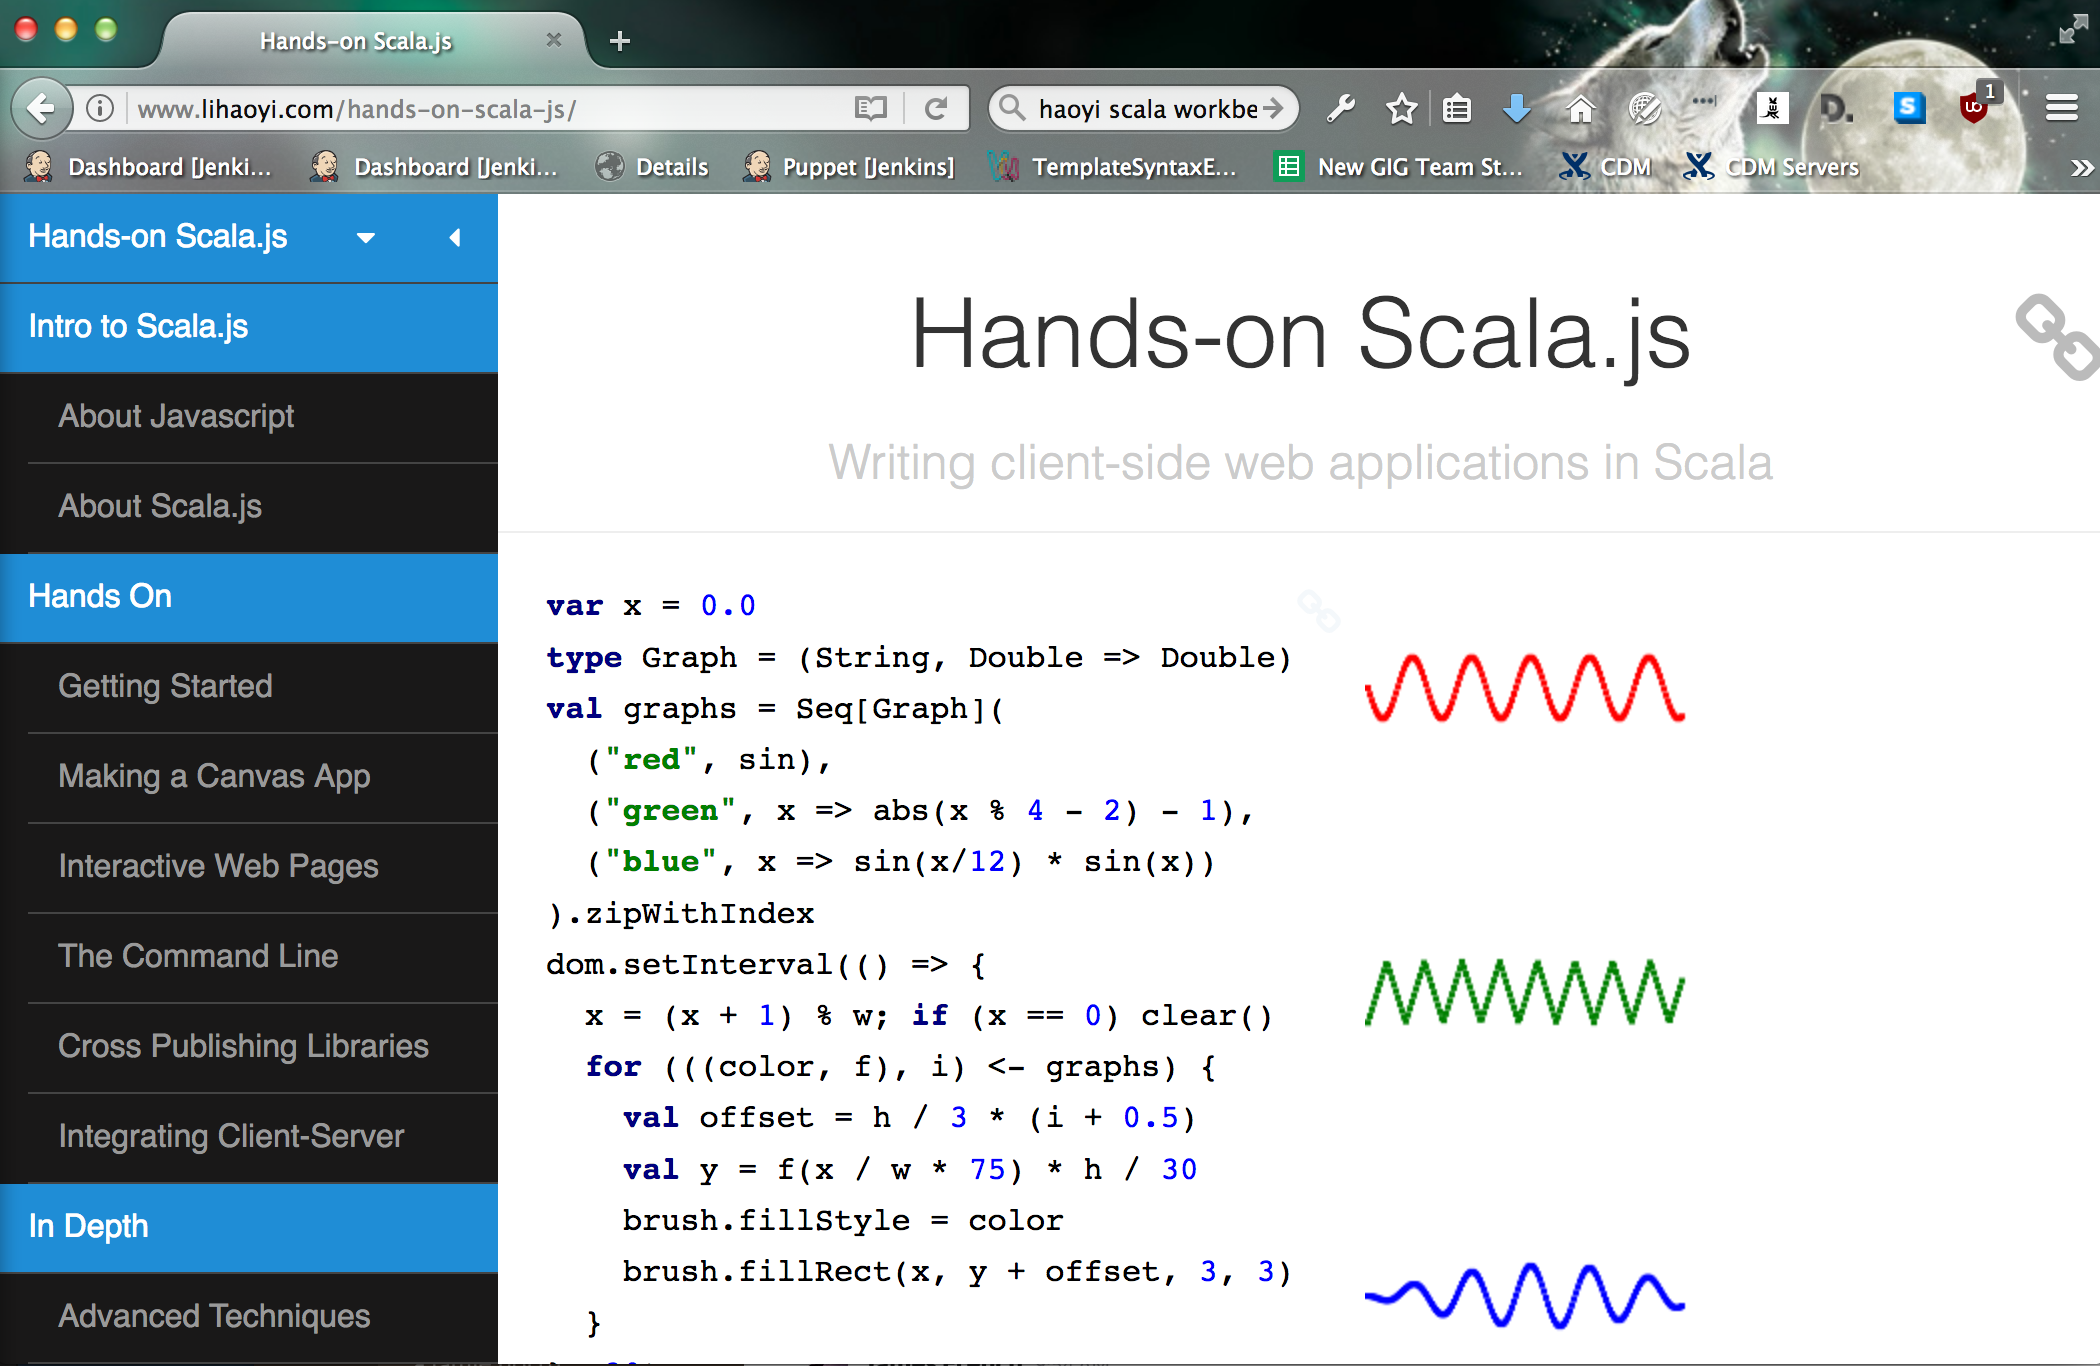 Hands-on Scala.js
www.lihaoyi.com/hands-on-scala-js/
haoyi scala workbe
D.
S
uo
1
Dashboard [Jenki...
Dashboard [Jenki...
Details
Puppet [Jenkins]
TemplateSyntaxE...
New GIG Team St...
CDM
CDM Servers
Hands-on Scala.js
Intro to Scala.js
About Javascript
About Scala.js
Hands On
Getting Started
Making a Canvas App
Interactive Web Pages
The Command Line
Cross Publishing Libraries
Integrating Client-Server
In Depth
Advanced Techniques
Hands-on Scala.js
Writing client-side web applications in Scala
var x = 0.0
type Graph = (String, Double => Double)
val graphs = Seq[Graph](
("red", sin),
("green", x => abs(x % 4 - 2) - 1),
("blue", x => sin(x/12) * sin(x))
).zipWithIndex
dom.setInterval(() => {
x = (x + 1) % w; if (x == 0) clear()
for (((color, f), i) <- graphs) {
val offset = h / 3 * (i + 0.5)
val y = f(x / w * 75) * h / 30
brush.fillStyle = color
brush.fillRect(x, y + offset, 3, 3)
}